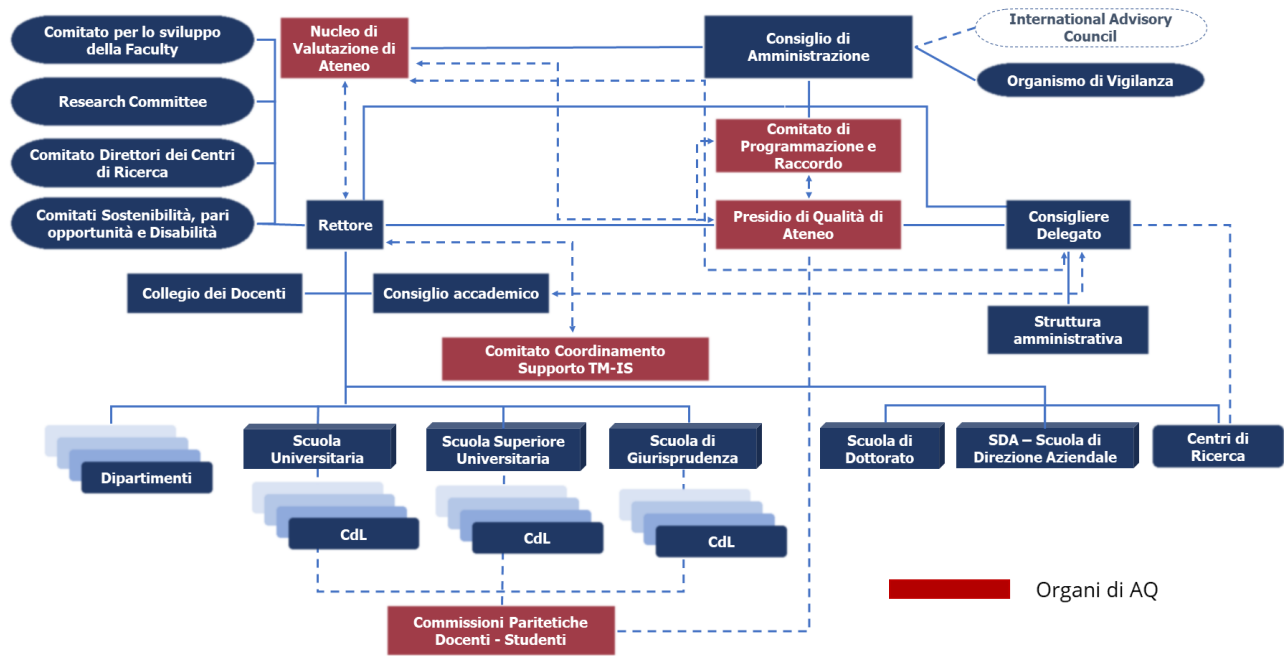 Comitato per lo sviluppo
della Faculty
Nucleo di
Valutazione di
Ateneo
Consiglio di
Amministrazione
International Advisory
Council
Organismo di Vigilanza
Research Committee
Comitato di
Programmazione e
Raccordo
Comitato Direttori dei Centri
di Ricerca
Comitati Sostenibilità, pari
opportunità e Disabilità
Rettore
Presidio di Qualità di
Ateneo
Consigliere
Delegato
Collegio dei Docenti
Consiglio accademico
Struttura
amministrativa
Comitato Coordinamento
Supporto TM-IS
Dipartimenti
Scuola
Universitaria
Scuola Superiore
Universitaria
Scuola di
Giurisprudenza
Scuola di
Dottorato
SDA – Scuola di
Direzione Aziendale
Centri di
Ricerca
CdL
CdL
CdL
Organi di AQ
Commissioni Paritetiche
Docenti - Studenti